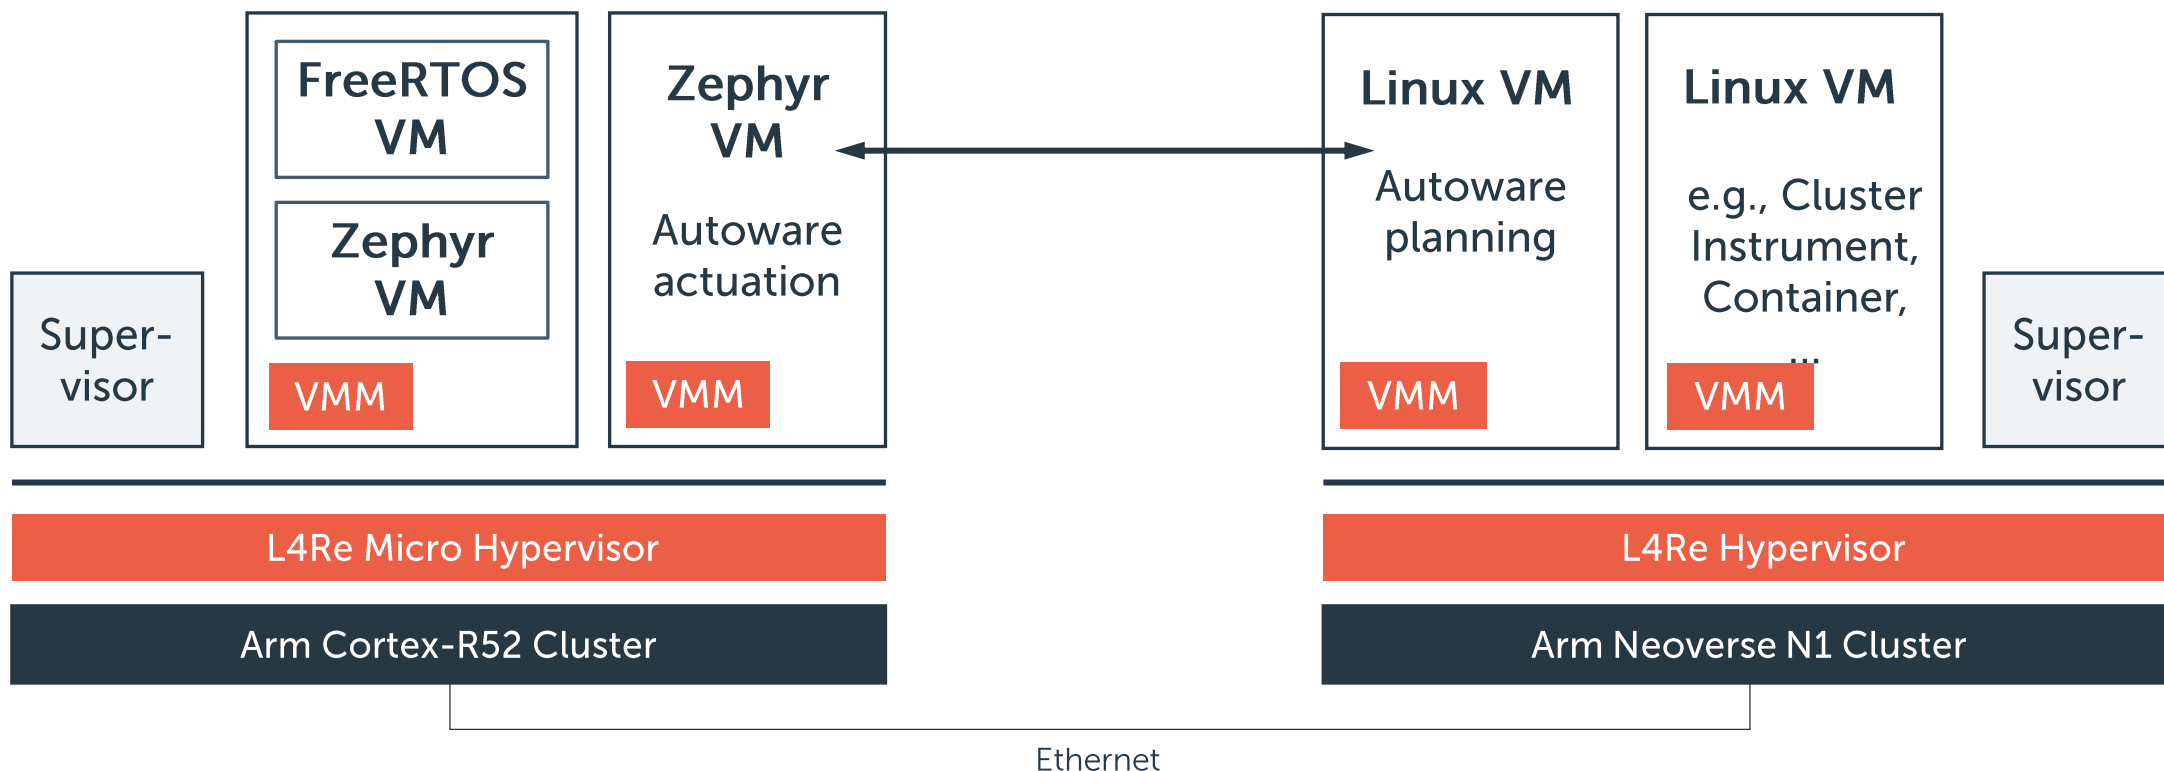 FreeRTOS
VM
Zephyr
VM
VMM
Zephyr
VM
Autoware
actuation
VMM
Linux VM
Autoware
planning
VMM
Linux VM
e.g., Cluster
Instrument,
Container,
...
VMM
Super-
visor
Super-
visor
L4Re Micro Hypervisor
L4Re Hypervisor
Arm Cortex-R52 Cluster
Arm Neoverse N1 Cluster
Ethernet